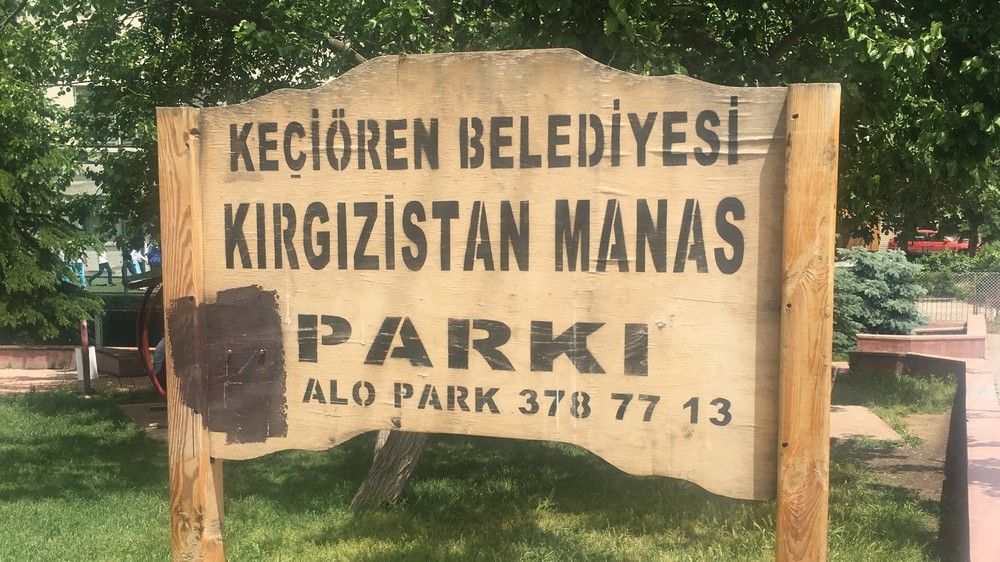 KEÇİÖREN BELEDİYESİ
KIRGIZİSTAN MANAS
PARKI
ALO PARK 378 77 13